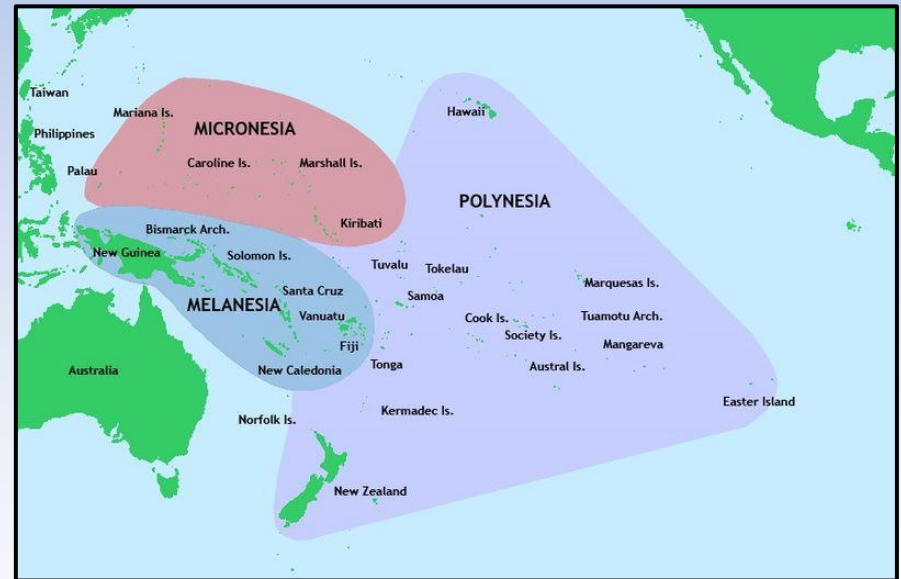 Taiwan
Mariana Is.
Hawaii
Philippines
MICRONESIA
Palau
Caroline Is.
Marshall Is.
POLYNESIA
Kiribati
Bismarck Arch.
New Guinea
Solomon Is.
Tuvalu
Tokelau
Marquesas Is.
Santa Cruz
Samoa
MELANESIA
Vanuatu
Cook Is.
Tuamotu Arch.
Society Is.
Fiji
Mangareva
Tonga
Austral Is.
Australia
New Caledonia
Easter Island
Kermadec Is.
Norfolk Is.
New Zealand